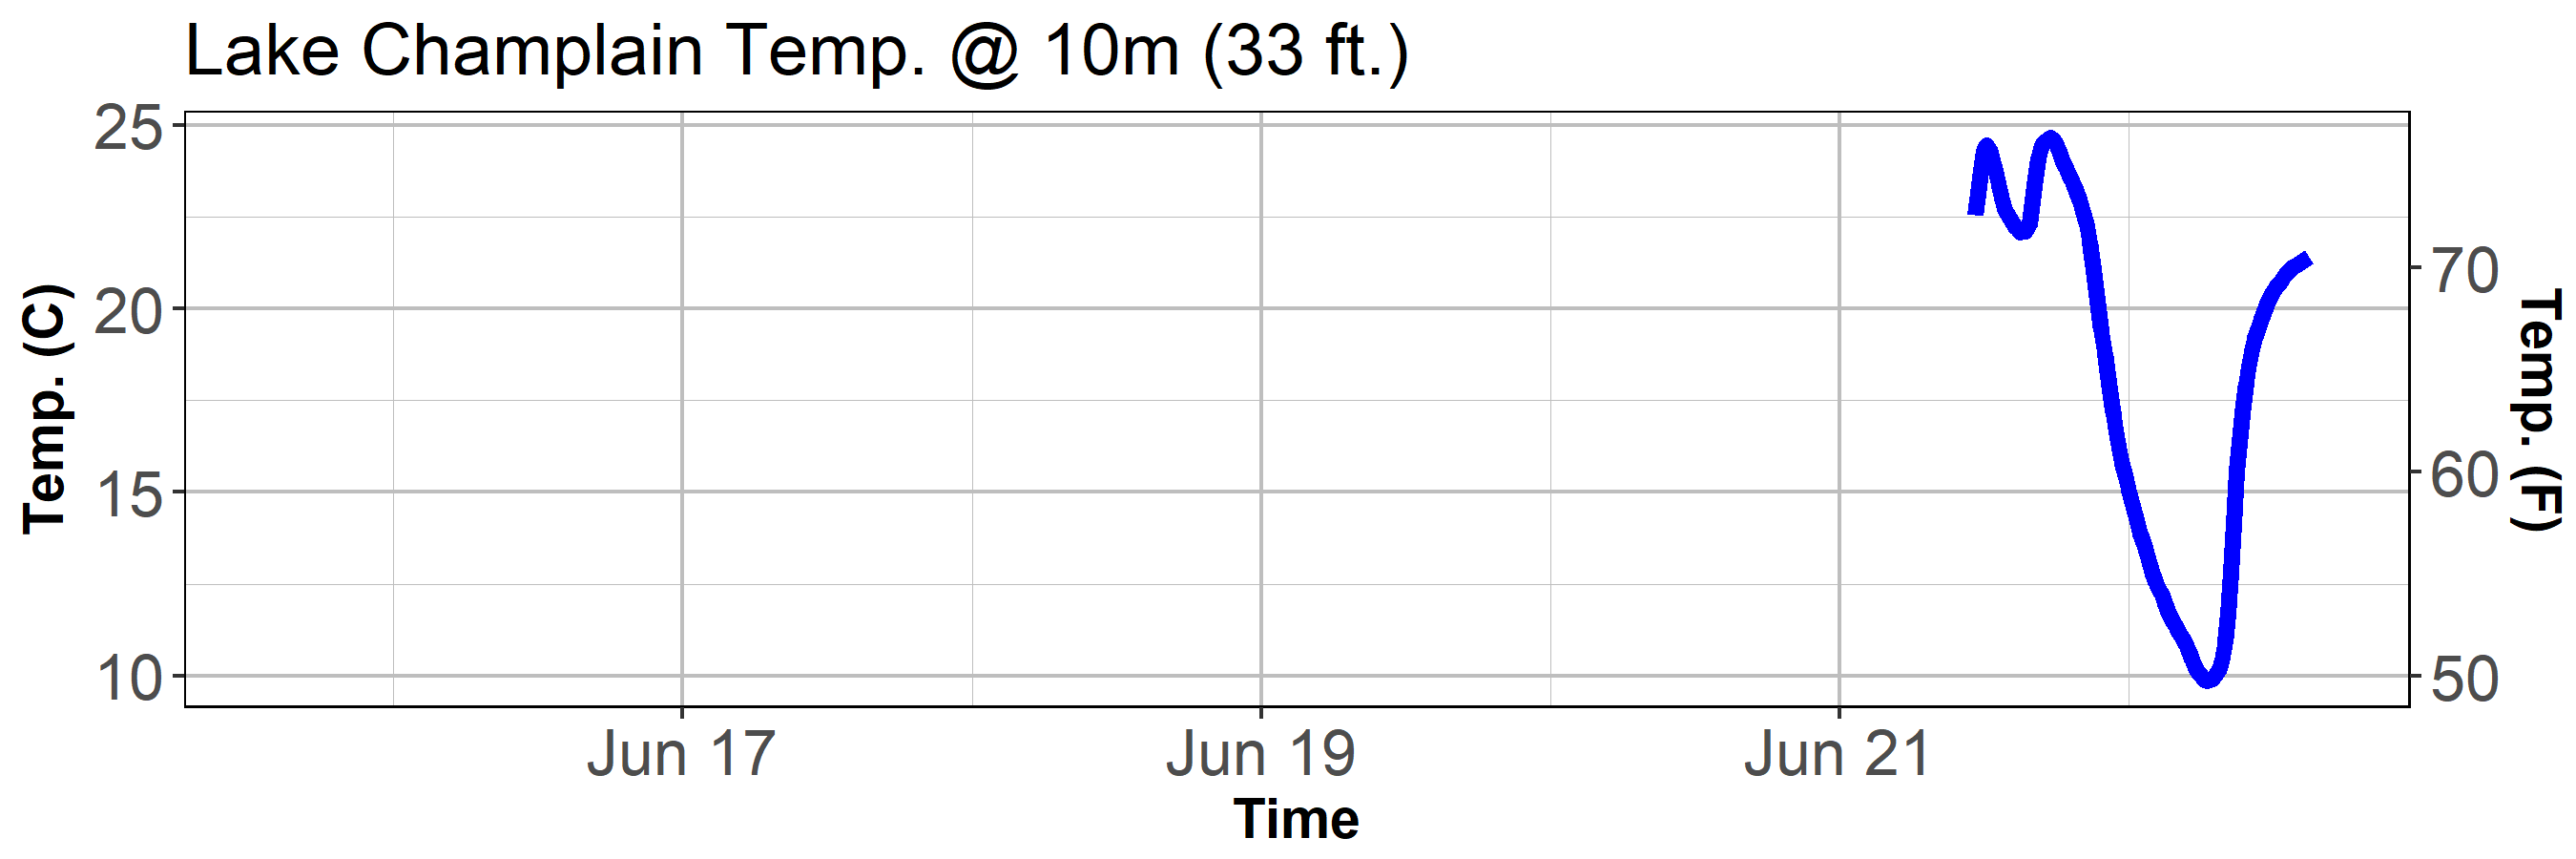 Lake Champlain Temp. @ 10m (33 ft.)
25
20
15
10
Temp. (C)
70
60
50
Temp. (F)
Jun 17
Jun 19
Jun 21
Time